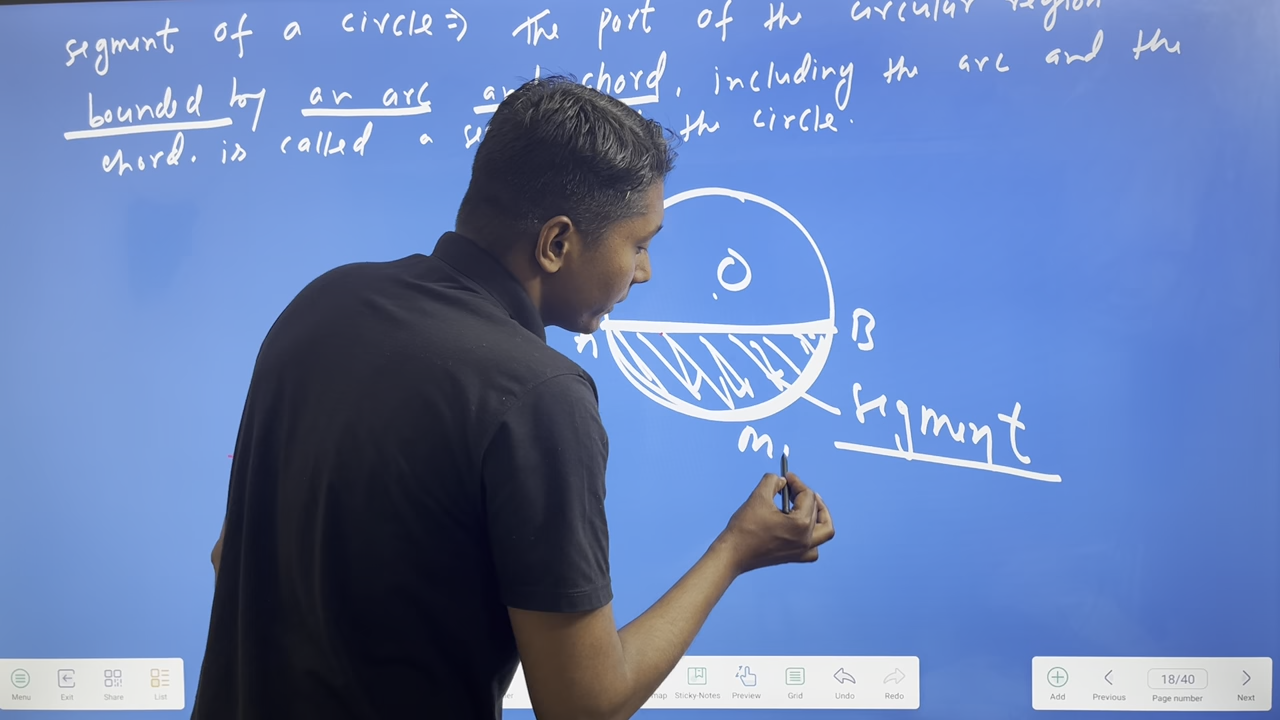 segment of a circle => The part of the circular region
bounded by an arc and chord, including the arc and the
chord. is called a the circle.
O
A B
segment
m
Menu Exit Share List Sticky-Notes Preview Grid Undo Redo Add Previous 18/40 Page number Next